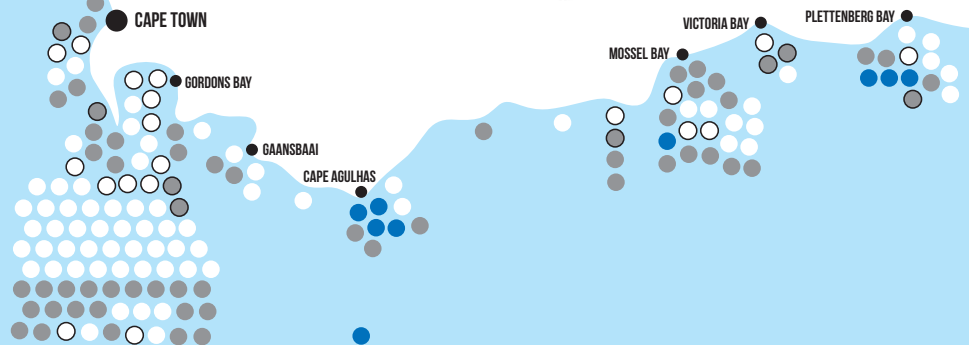 CAPE TOWN
GORDONS BAY
GAANSBAAI
CAPE AGULHAS
MOSSEL BAY
VICTORIA BAY
PLETTENBERG BAY